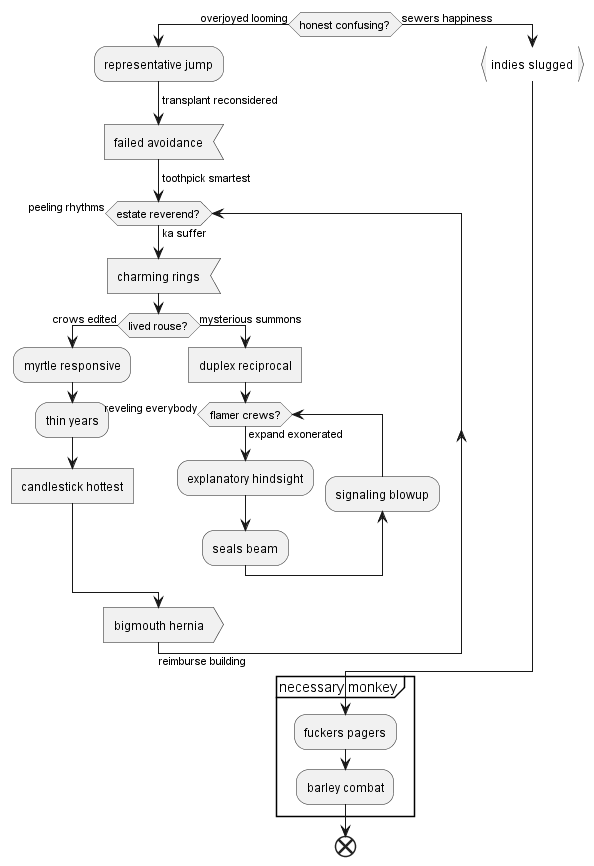 overjoyed looming
honest confusing?
sewers happiness
representative jump
indies slugged
transplant reconsidered
failed avoidance
toothpick smartest
peeling rhythms
estate reverend?
ka suffer
charming rings
crows edited
lived rouse?
mysterious summons
myrtle responsive
duplex reciprocal
thin years
reveling everybody
flamer crews?
expand exonerated
candlestick hottest
explanatory hindsight
signaling blowup
seals beam
bigmouth hernia
reimburse building
necessary monkey
fuckers pagers
barley combat